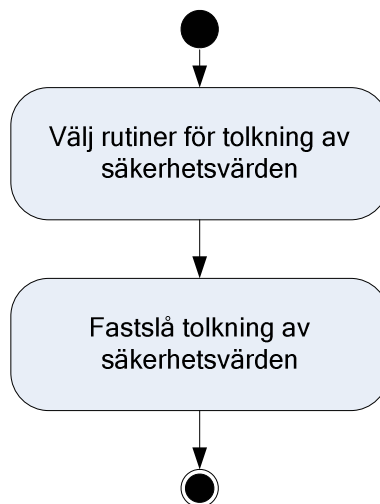 Välj rutiner för tolkning av
säkerhetsvärden
Fastslå tolkning av
säkerhetsvärden